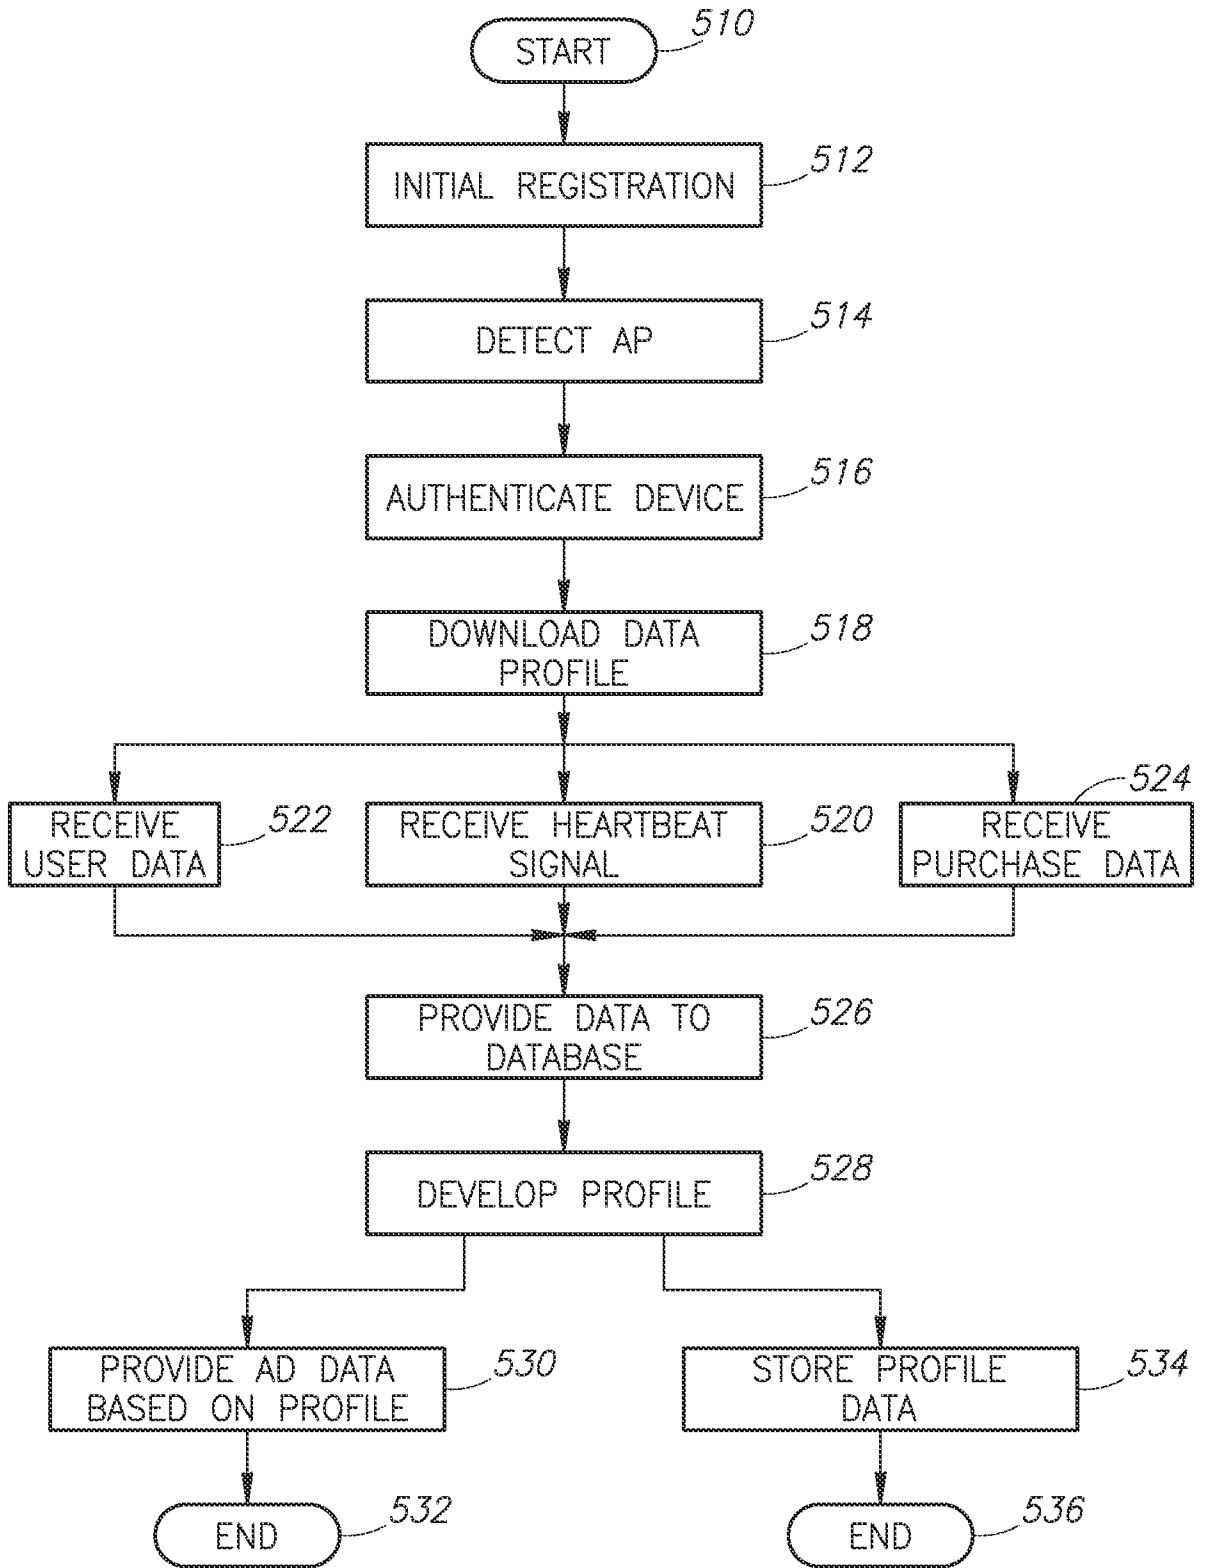 START
510
INITIAL REGISTRATION
512
DETECT AP
514
AUTHENTICATE DEVICE
516
DOWNLOAD DATA
PROFILE
518
RECEIVE
USER DATA
522
RECEIVE HEARTBEAT
SIGNAL
520
RECEIVE
PURCHASE DATA
524
PROVIDE DATA TO
DATABASE
526
DEVELOP PROFILE
528
PROVIDE AD DATA
BASED ON PROFILE
530
STORE PROFILE
DATA
534
END
532
END
536